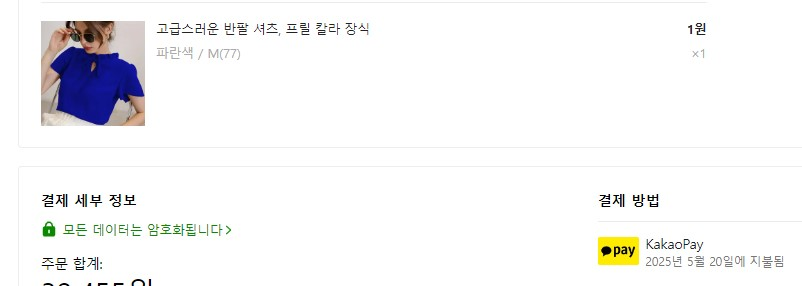 고급스러운 반팔 셔츠, 프릴 칼라 장식
1원
파란색 / M(77)
×1
결제 세부 정보
모든 데이터는 암호화됩니다
주문 합계:
결제 방법
pay
KakaoPay
2025년 5월 20일에 지불됨